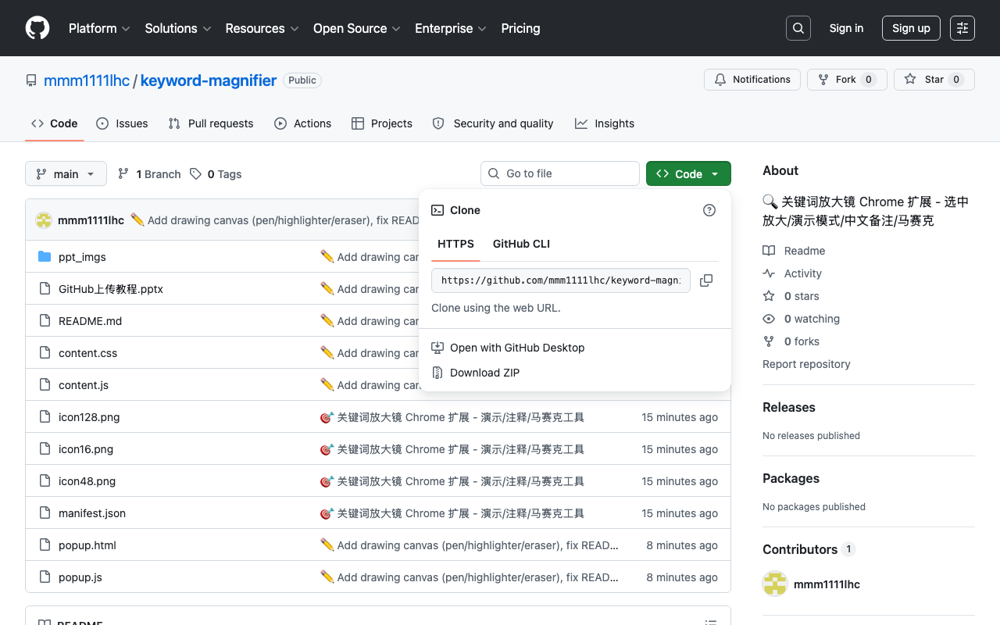 Platform Solutions Resources Open Source Enterprise Pricing Sign in Sign up
mmm1111lhc / keyword-magnifier Public Notifications Fork 0 Star 0
Code Issues Pull requests Actions Projects Security and quality Insights
main 1 Branch 0 Tags Go to file Code
mmm1111lhc ✏️ Add drawing canvas (pen/highlighter/eraser), fix READ
ppt_imgs ✏️ Add drawing can
GitHub上传教程.pptx ✏️ Add drawing can
README.md ✏️ Add drawing can
content.css ✏️ Add drawing can
content.js ✏️ Add drawing can
icon128.png 🎯 关键词放大镜 Chrome 扩展 - 演示/注释/马赛克工具 15 minutes ago
icon16.png 🎯 关键词放大镜 Chrome 扩展 - 演示/注释/马赛克工具 15 minutes ago
icon48.png 🎯 关键词放大镜 Chrome 扩展 - 演示/注释/马赛克工具 15 minutes ago
manifest.json 🎯 关键词放大镜 Chrome 扩展 - 演示/注释/马赛克工具 15 minutes ago
popup.html ✏️ Add drawing canvas (pen/highlighter/eraser), fix READ... 8 minutes ago
popup.js ✏️ Add drawing canvas (pen/highlighter/eraser), fix READ... 8 minutes ago
README
Clone
HTTPS GitHub CLI
https://github.com/mmm1111lhc/keyword-magni
Clone using the web URL.
Open with GitHub Desktop
Download ZIP
About
🔍 关键词放大镜 Chrome 扩展 - 选中
放大/演示模式/中文备注/马赛克
Readme
Activity
0 stars
0 watching
0 forks
Report repository
Releases
No releases published
Packages
No packages published
Contributors 1
mmm1111lhc